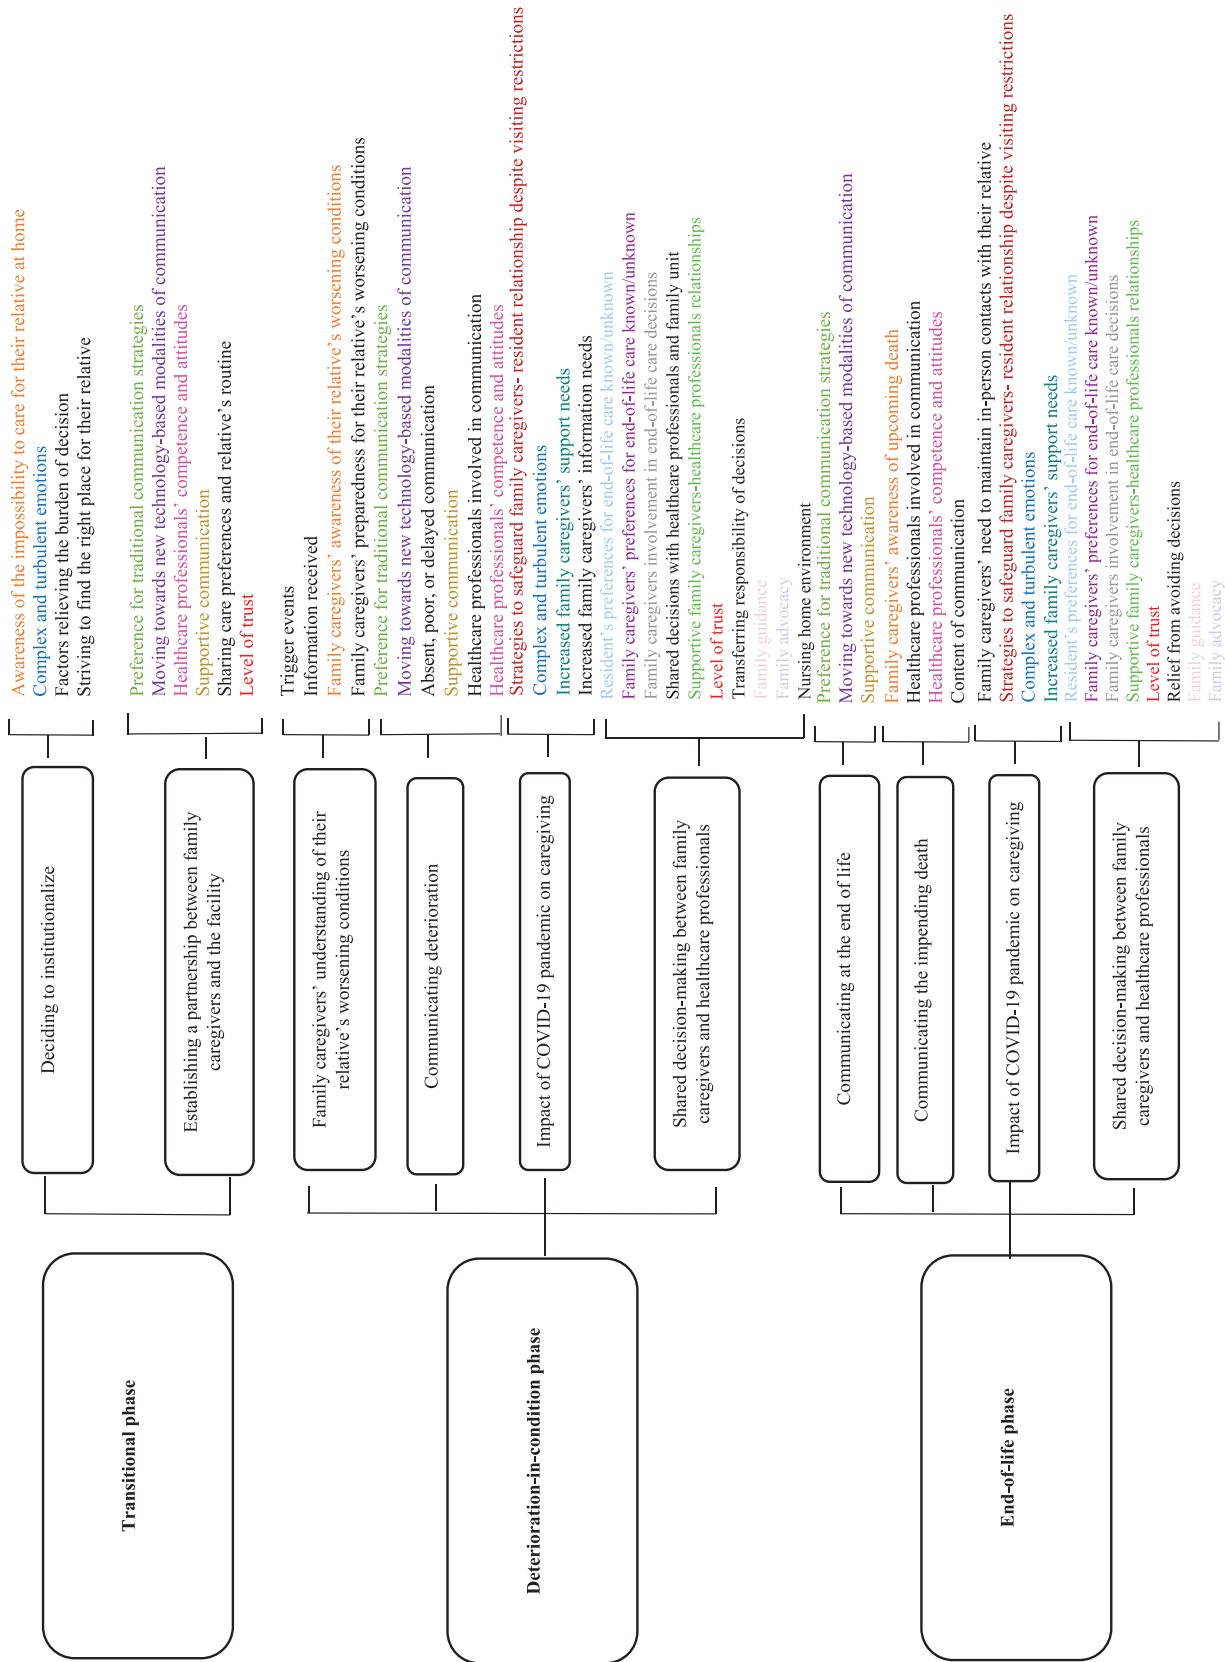 Transitional phase
Deciding to institutionalize
Awareness of the impossibility to care for their relative at home
Complex and turbulent emotions
Factors relieving the burden of decision
Striving to find the right place for their relative
Establishing a partnership between family
caregivers and the facility
Preference for traditional communication strategies
Moving towards new technology-based modalities of communication
Healthcare professionals’ competence and attitudes
Supportive communication
Sharing care preferences and relative’s routine
Level of trust
Deterioration-in-condition phase
Family caregivers’ understanding of their
relative’s worsening conditions
Trigger events
Information received
Family caregivers’ awareness of their relative’s worsening conditions
Family caregivers’ preparedness for their relative’s worsening conditions
Communicating deterioration
Preference for traditional communication strategies
Moving towards new technology-based modalities of communication
Absent, poor, or delayed communication
Supportive communication
Healthcare professionals involved in communication
Healthcare professionals’ competence and attitudes
Impact of COVID-19 pandemic on caregiving
Strategies to safeguard family caregivers- resident relationship despite visiting restrictions
Complex and turbulent emotions
Increased family caregivers’ support needs
Increased family caregivers’ information needs
Shared decision-making between family
caregivers and healthcare professionals
Resident’s preferences for end-of-life care known/unknown
Family caregivers’ preferences for end-of-life care known/unknown
Family caregivers involvement in end-of-life care decisions
Shared decisions with healthcare professionals and family unit
Supportive family caregivers-healthcare professionals relationships
Level of trust
Transferring responsibility of decisions
Family guidance
Family advocacy
Nursing home environment
End-of-life phase
Communicating at the end of life
Preference for traditional communication strategies
Moving towards new technology-based modalities of communication
Supportive communication
Communicating the impending death
Family caregivers’ awareness of upcoming death
Healthcare professionals involved in communication
Healthcare professionals’ competence and attitudes
Content of communication
Impact of COVID-19 pandemic on caregiving
Family caregivers’ need to maintain in-person contacts with their relative
Strategies to safeguard family caregivers- resident relationship despite visiting restrictions
Complex and turbulent emotions
Increased family caregivers’ support needs
Shared decision-making between family
caregivers and healthcare professionals
Resident’s preferences for end-of-life care known/unknown
Family caregivers’ preferences for end-of-life care known/unknown
Family caregivers involvement in end-of-life care decisions
Supportive family caregivers-healthcare professionals relationships
Level of trust
Relief from avoiding decisions
Family guidance
Family advocacy